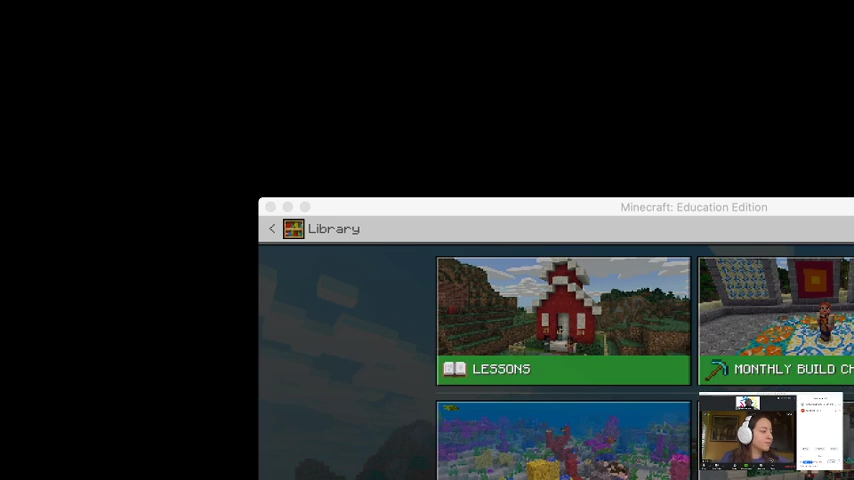 Minecraft: Education Edition
Library
LESSONS
MONTHLY BUILD CH